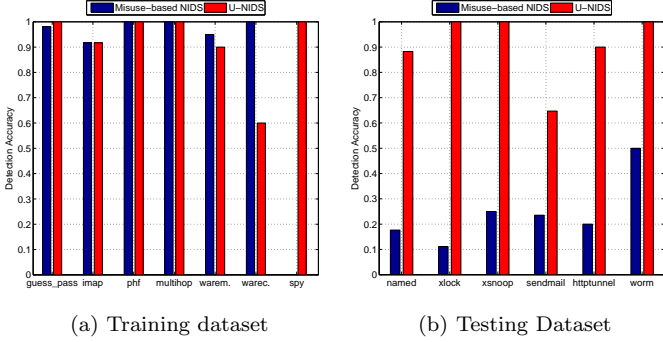 Misuse−based NIDS U−NIDS
Detection Accuracy
1
0.9
0.8
0.7
0.6
0.5
0.4
0.3
0.2
0.1
0
guess_pass imap phf multihop warem. warec. spy
(a) Training dataset
Misuse−based NIDS U−NIDS
Detection Accuracy
1
0.9
0.8
0.7
0.6
0.5
0.4
0.3
0.2
0.1
0
named xlock xsnoop sendmail httptunnel worm
(b) Testing Dataset